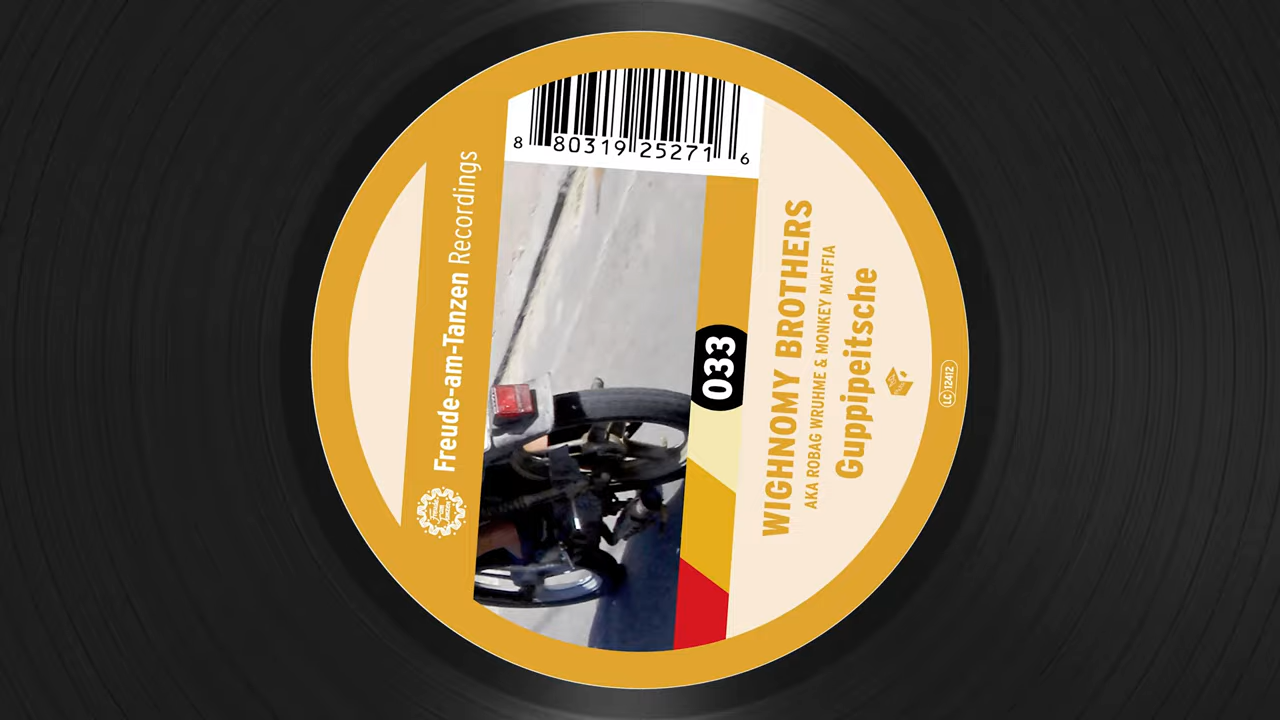 8 80319 25271 6
Freude-am-Tanzen Recordings
033
WIGHNOMY BROTHERS
AKA ROBAG WRUHME & MONKEY MAFFIA
Guppipeitsche
LC 12412